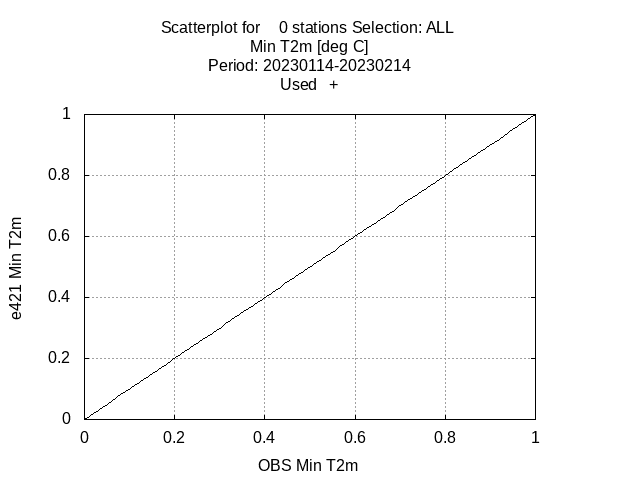 Scatterplot for    0 stations Selection: ALL
Min T2m [deg C]
Period: 20230114-20230214
Used   +
1
0.8
0.6
0.4
0.2
0
e421 Min T2m
0 0.2 0.4 0.6 0.8 1
OBS Min T2m